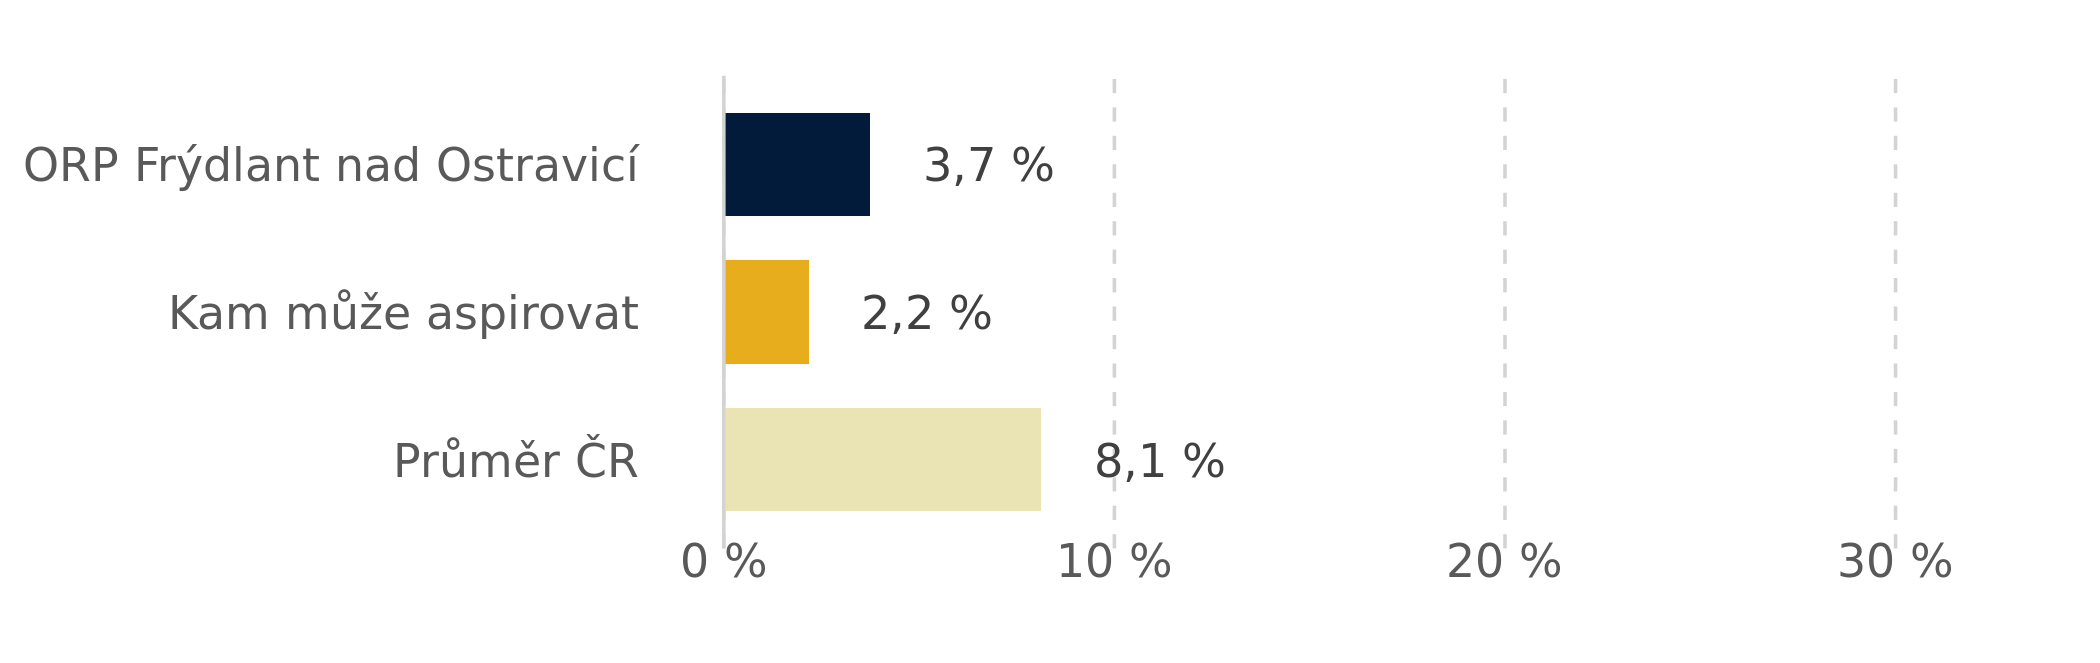 ORP Frýdlant nad Ostravicí 3,7 %
Kam může aspirovat 2,2 %
Průměr ČR 8,1 %
0 % 10 % 20 % 30 %